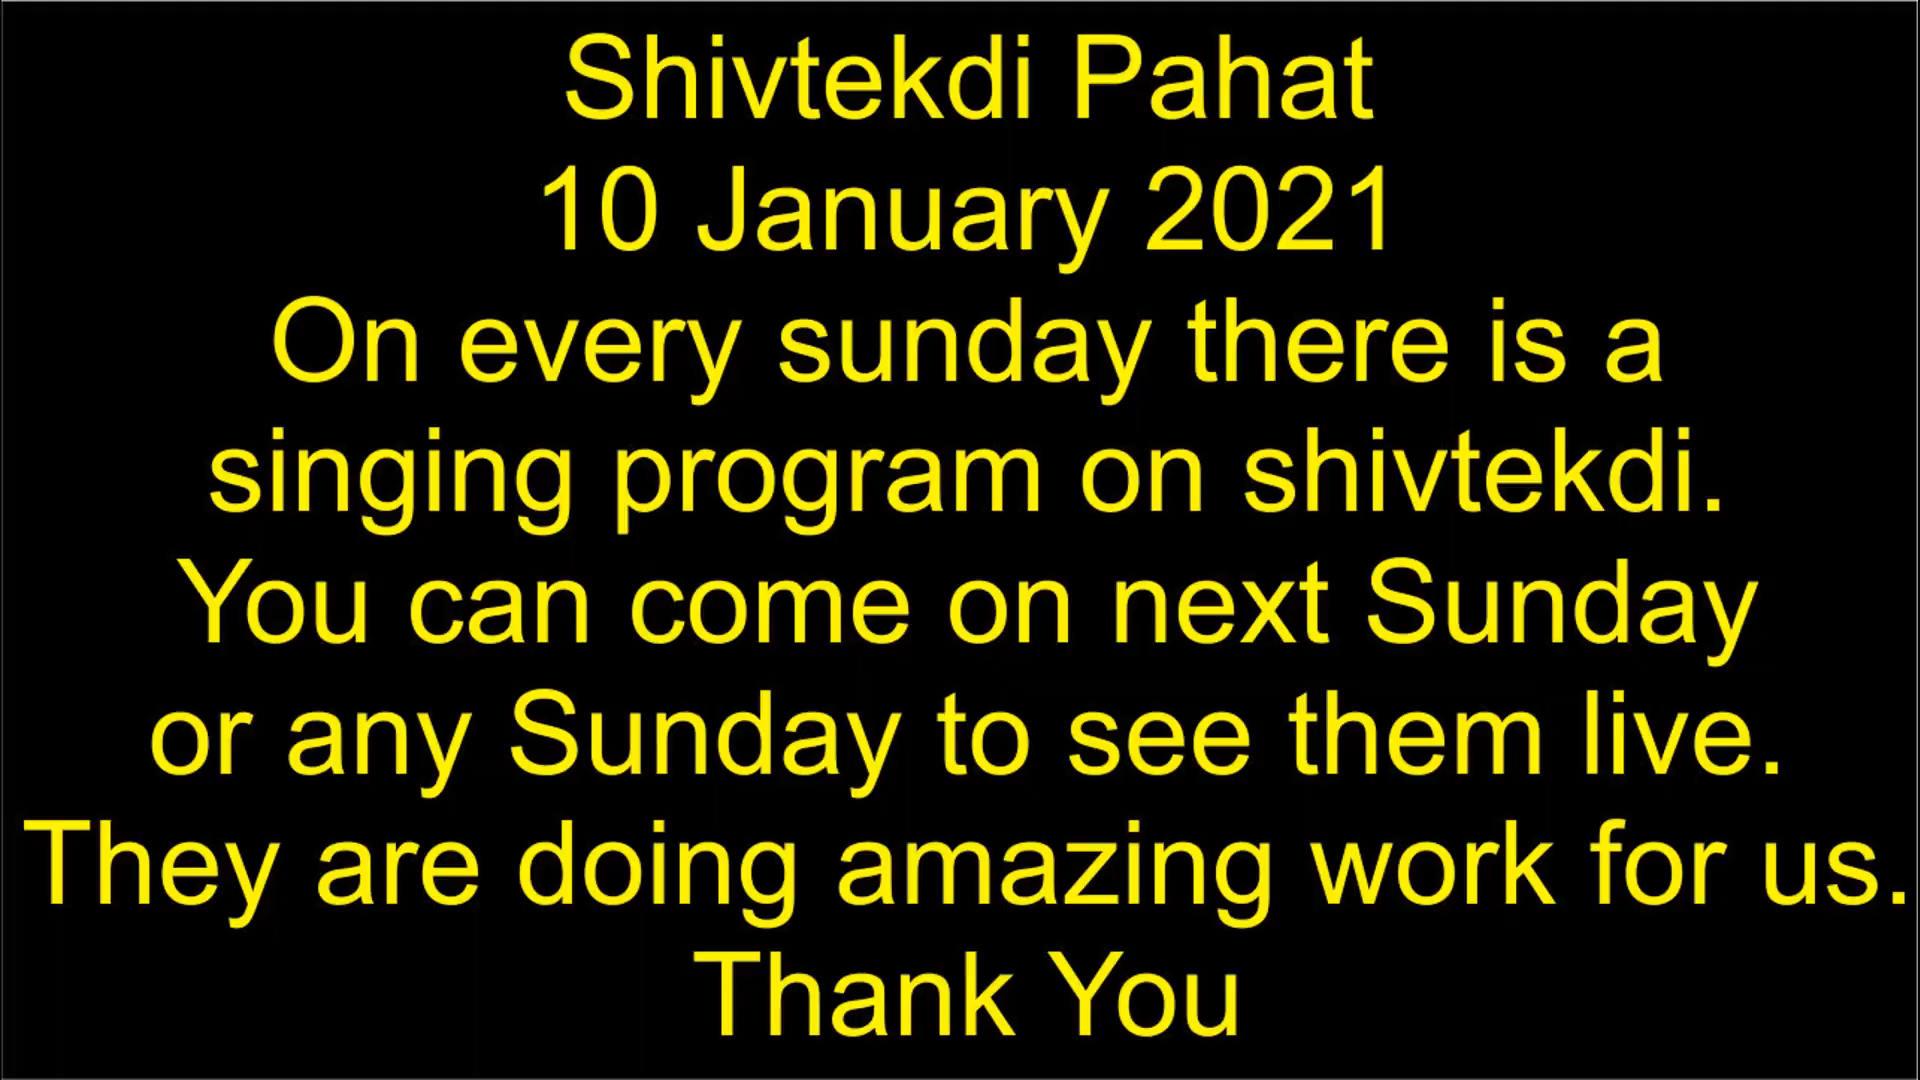 Shivtekdi Pahat
10 January 2021
On every sunday there is a
singing program on shivtekdi.
You can come on next Sunday
or any Sunday to see them live.
They are doing amazing work for us.
Thank You